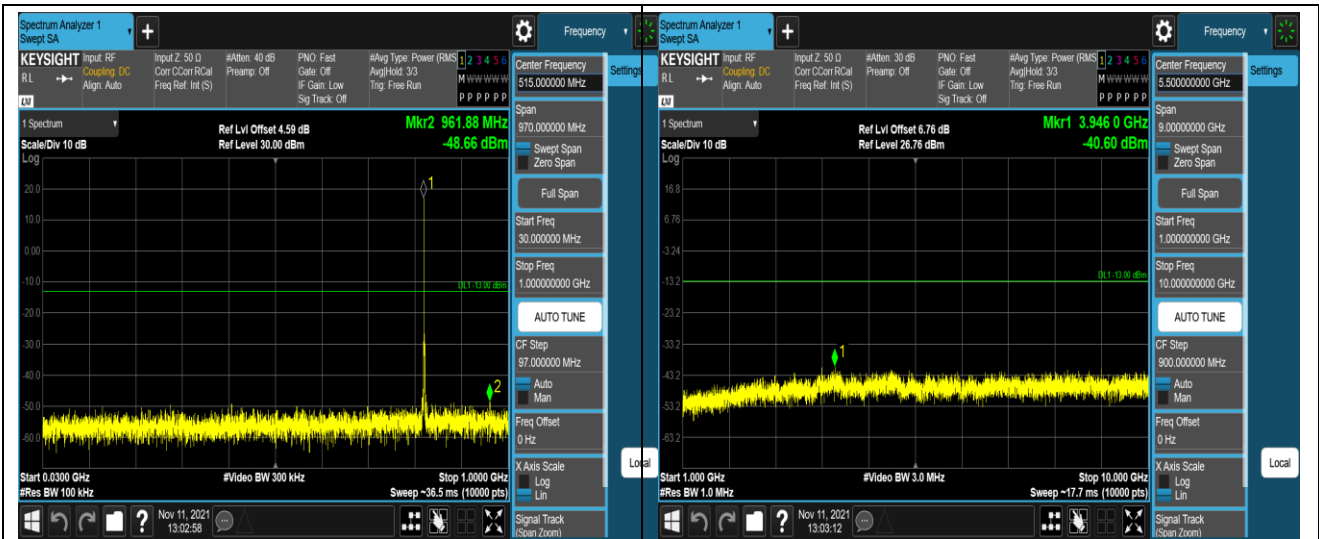 Spectrum Analyzer 1
Swept SA
+
Frequency
KEYSIGHT
Input: RF
Coupling: DC
Align: Auto
Input Z: 50 Ω
Corr CCorr RCal
Freq Ref: Int (S)
#Atten: 40 dB
Preamp: Off
PNO: Fast
Gate: Off
IF Gain: Low
Sig Track: Off
#Avg Type: Power (RMS
Avg|Hold: 3/3
Trig: Free Run
1 2 3 4 5 6
M W W W W W
P P P P P P
R L
LXI
Center Frequency
515.000000 MHz
Settings
Span
970.000000 MHz
Swept Span
Zero Span
Full Span
Start Freq
30.000000 MHz
Stop Freq
1.000000000 GHz
AUTO TUNE
CF Step
97.000000 MHz
Auto
Man
Freq Offset
0 Hz
X Axis Scale
Log
Lin
Signal Track
(Span Zoom)
Local
1 Spectrum
Scale/Div 10 dB
Log
Ref Lvl Offset 4.59 dB
Ref Level 30.00 dBm
Mkr2 961.88 MHz
-48.66 dBm
1
20.0
10.0
0.00
-10.0
DL1 -13.00 dBm
-20.0
-30.0
-40.0
2
-50.0
-60.0
Start 0.0300 GHz
#Res BW 100 kHz
#Video BW 300 kHz
Stop 1.0000 GHz
Sweep ~36.5 ms (10000 pts)
?
Nov 11, 2021
13:02:58
Spectrum Analyzer 1
Swept SA
+
Frequency
KEYSIGHT
Input: RF
Coupling: DC
Align: Auto
Input Z: 50 Ω
Corr CCorr RCal
Freq Ref: Int (S)
#Atten: 30 dB
Preamp: Off
PNO: Fast
Gate: Off
IF Gain: Low
Sig Track: Off
#Avg Type: Power (RMS
Avg|Hold: 3/3
Trig: Free Run
1 2 3 4 5 6
M W W W W W
P P P P P P
R L
LXI
Center Frequency
5.500000000 GHz
Settings
Span
9.00000000 GHz
Swept Span
Zero Span
Full Span
Start Freq
1.000000000 GHz
Stop Freq
10.000000000 GHz
AUTO TUNE
CF Step
900.000000 MHz
Auto
Man
Freq Offset
0 Hz
X Axis Scale
Log
Lin
Signal Track
(Span Zoom)
Local
1 Spectrum
Scale/Div 10 dB
Log
Ref Lvl Offset 6.76 dB
Ref Level 26.76 dBm
Mkr1 3.946 0 GHz
-40.60 dBm
16.8
6.76
-3.24
-13.2
DL1 -13.00 dBm
-23.2
-33.2
1
-43.2
-53.2
-63.2
Start 1.000 GHz
#Res BW 1.0 MHz
#Video BW 3.0 MHz
Stop 10.000 GHz
Sweep ~17.7 ms (10000 pts)
?
Nov 11, 2021
13:03:12